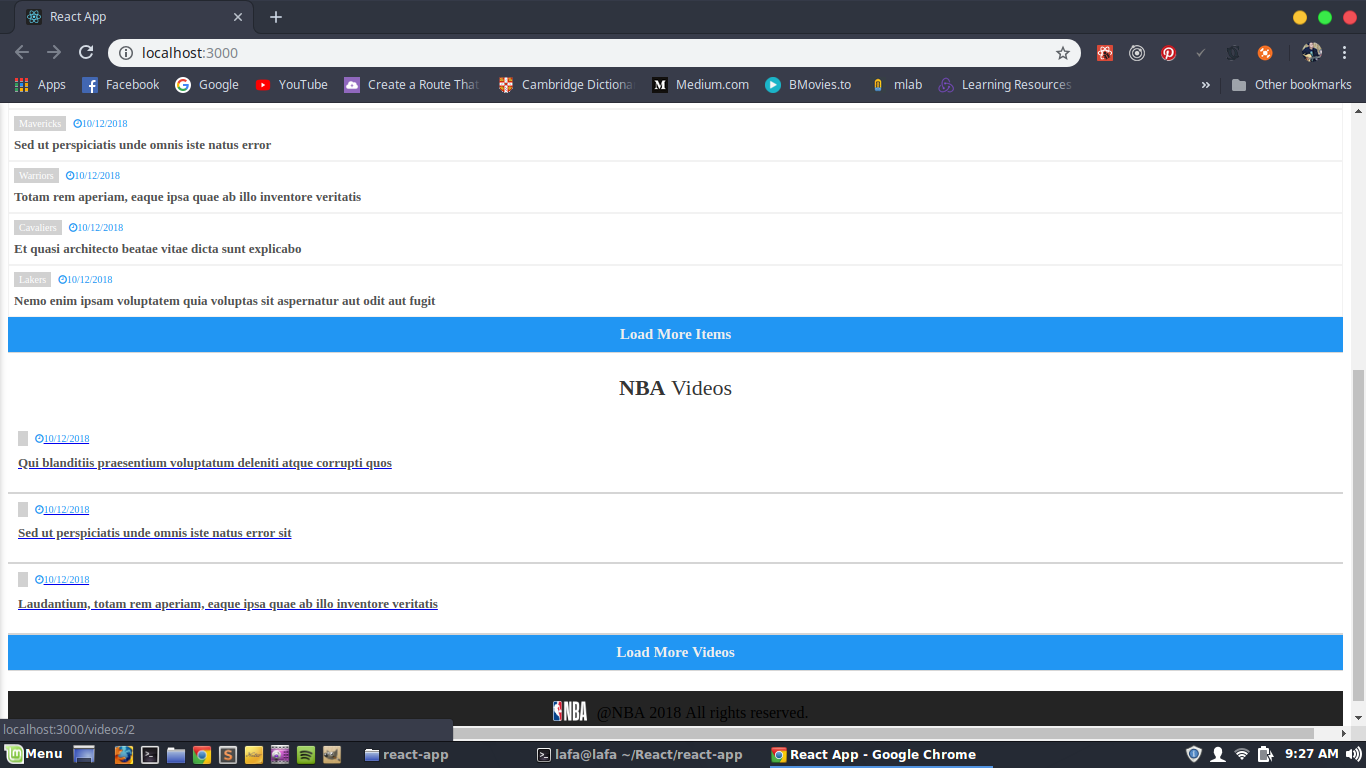 React App
localhost:3000
Apps Facebook Google YouTube Create a Route That Cambridge Dictiona Medium.com BMovies.to mlab Learning Resources » Other bookmarks
Mavericks 10/12/2018
Sed ut perspiciatis unde omnis iste natus error
Warriors 10/12/2018
Totam rem aperiam, eaque ipsa quae ab illo inventore veritatis
Cavaliers 10/12/2018
Et quasi architecto beatae vitae dicta sunt explicabo
Lakers 10/12/2018
Nemo enim ipsam voluptatem quia voluptas sit aspernatur aut odit aut fugit
Load More Items
NBA Videos
10/12/2018
Qui blanditiis praesentium voluptatum deleniti atque corrupti quos
10/12/2018
Sed ut perspiciatis unde omnis iste natus error sit
10/12/2018
Laudantium, totam rem aperiam, eaque ipsa quae ab illo inventore veritatis
Load More Videos
NBA @NBA 2018 All rights reserved.
localhost:3000/videos/2
Menu react-app lafa@lafa ~/React/react-app React App - Google Chrome 9:27 AM